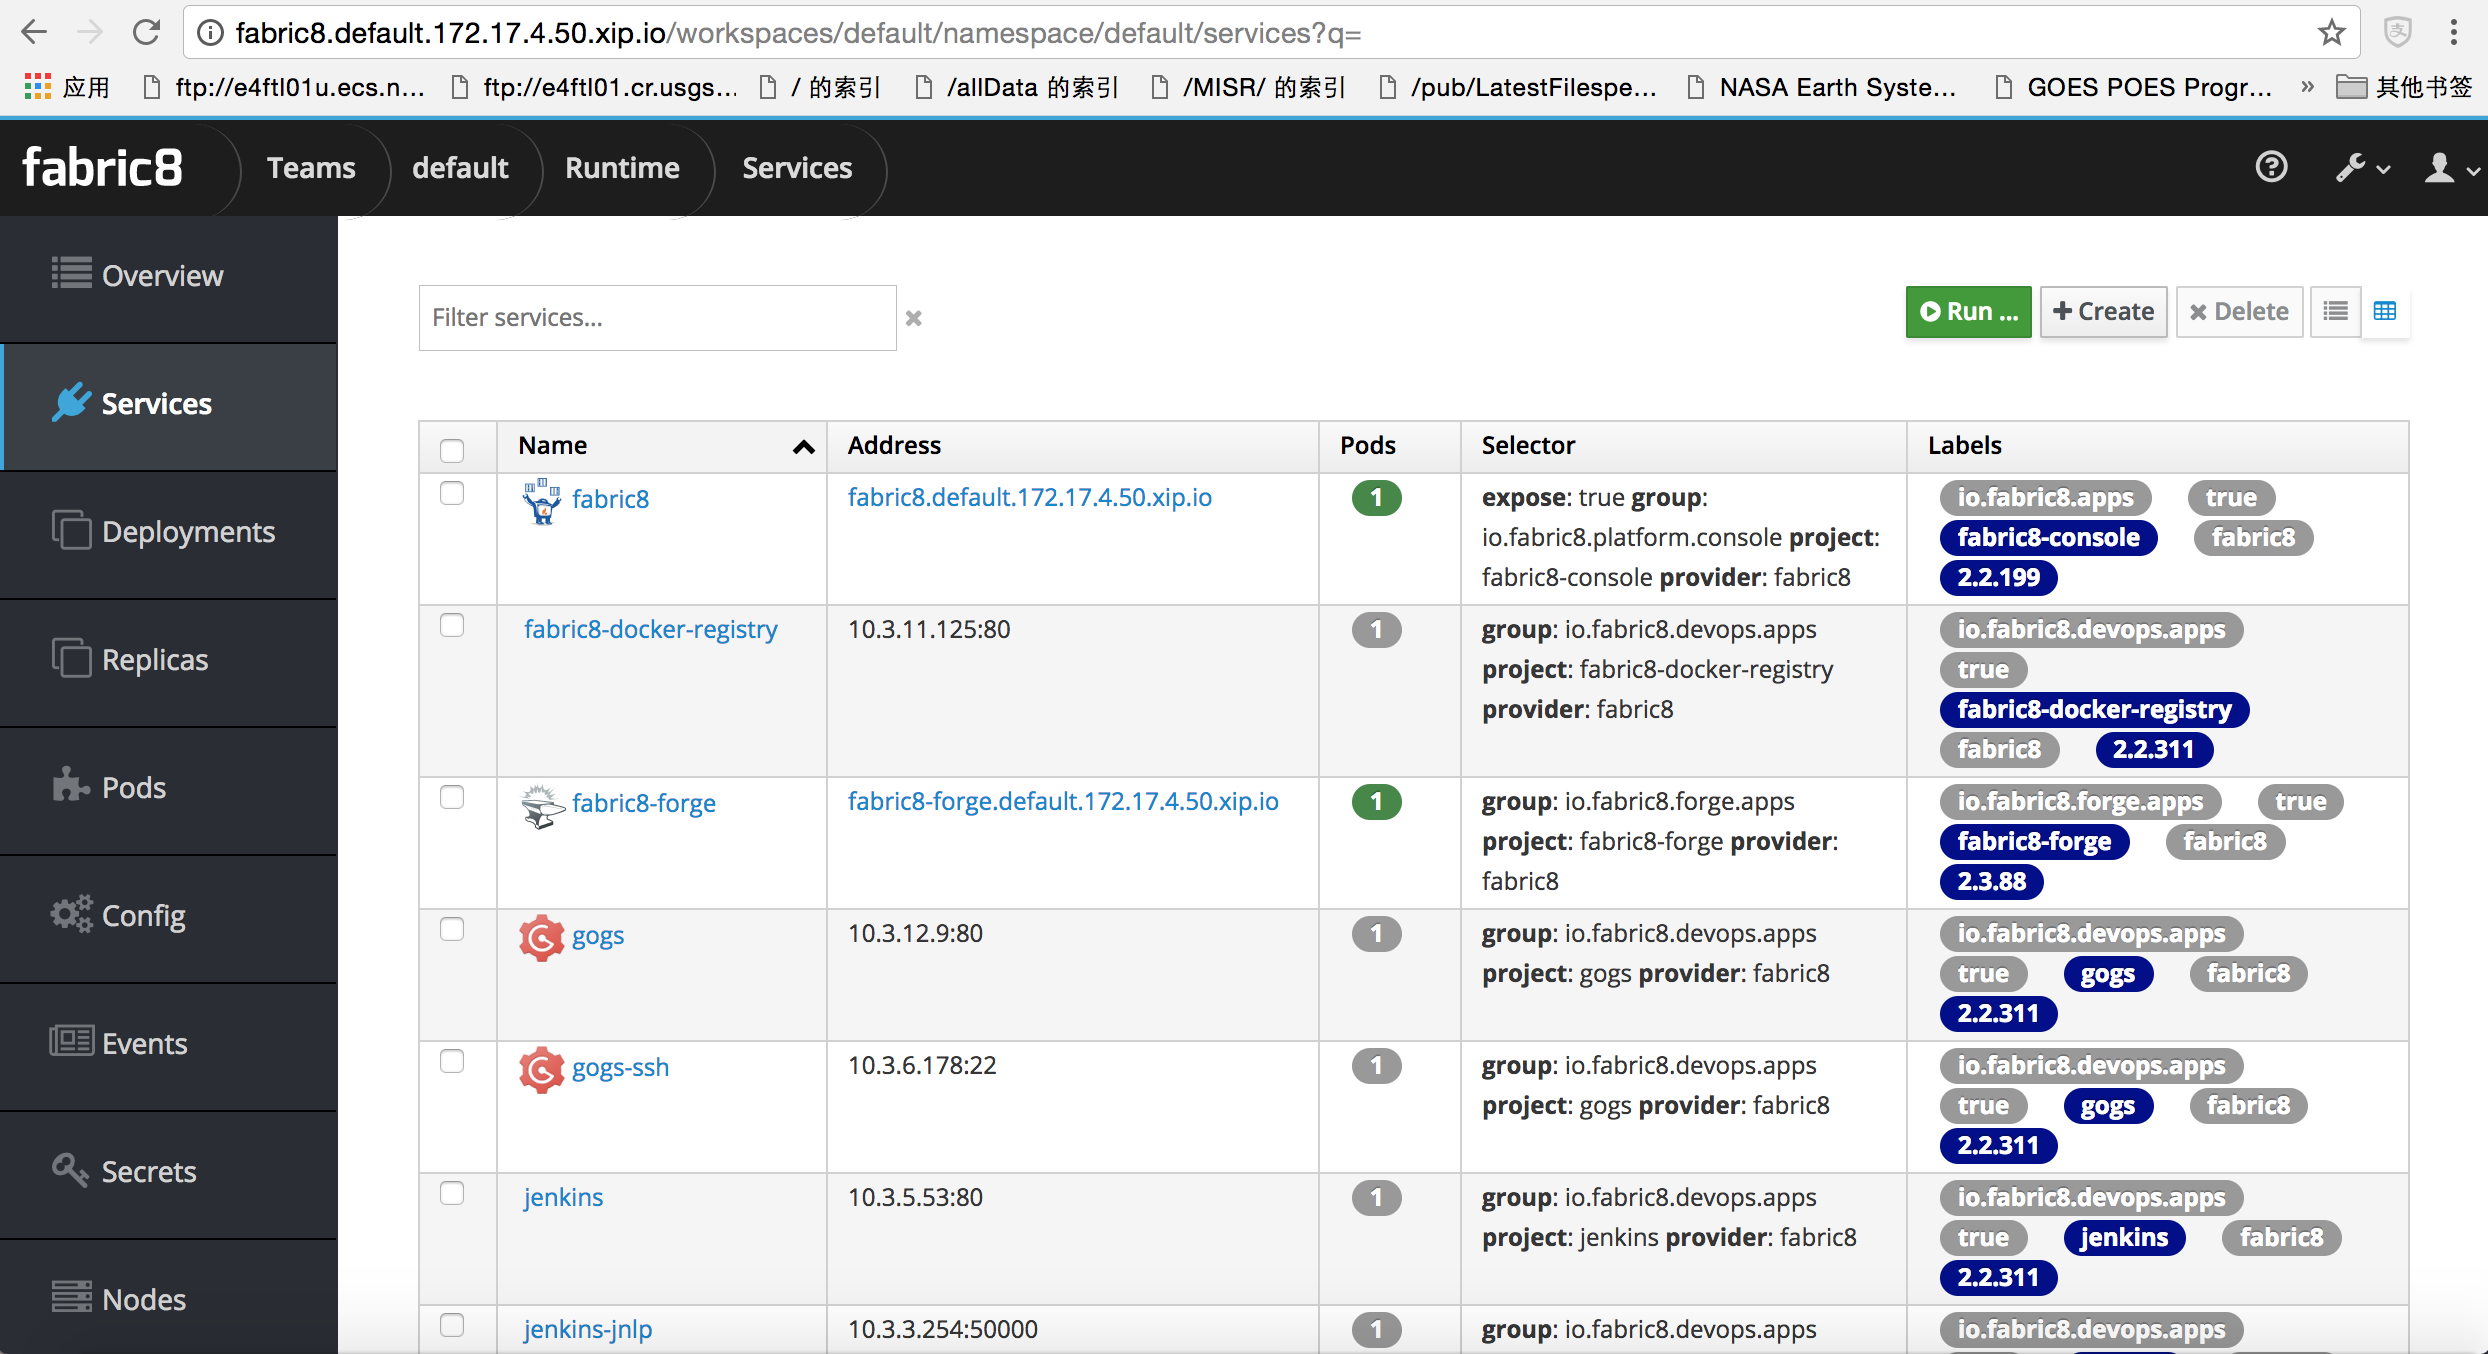 fabric8.default.172.17.4.50.xip.io/workspaces/default/namespace/default/services?q=
应用 ftp://e4ftl01u.ecs.n... ftp://e4ftl01.cr.usgs... / 的索引 /allData 的索引 /MISR/ 的索引 /pub/LatestFilespe... NASA Earth Syste... GOES POES Progr... » 其他书签
fabric8 Teams default Runtime Services
Overview
Services
Deployments
Replicas
Pods
Config
Events
Secrets
Nodes
Filter services...
Run ... Create Delete
Name Address Pods Selector Labels
fabric8 fabric8.default.172.17.4.50.xip.io 1 expose: true group: io.fabric8.apps true
io.fabric8.platform.console project: fabric8-console fabric8
fabric8-console provider: fabric8 2.2.199
fabric8-docker-registry 10.3.11.125:80 1 group: io.fabric8.devops.apps io.fabric8.devops.apps
project: fabric8-docker-registry true
provider: fabric8 fabric8-docker-registry
fabric8 2.2.311
fabric8-forge fabric8-forge.default.172.17.4.50.xip.io 1 group: io.fabric8.forge.apps io.fabric8.forge.apps true
project: fabric8-forge provider: fabric8-forge fabric8
fabric8 2.3.88
gogs 10.3.12.9:80 1 group: io.fabric8.devops.apps io.fabric8.devops.apps
project: gogs provider: fabric8 true gogs fabric8
2.2.311
gogs-ssh 10.3.6.178:22 1 group: io.fabric8.devops.apps io.fabric8.devops.apps
project: gogs provider: fabric8 true gogs fabric8
2.2.311
jenkins 10.3.5.53:80 1 group: io.fabric8.devops.apps io.fabric8.devops.apps
project: jenkins provider: fabric8 true jenkins fabric8
2.2.311
jenkins-jnlp 10.3.3.254:50000 1 group: io.fabric8.devops.apps io.fabric8.devops.apps